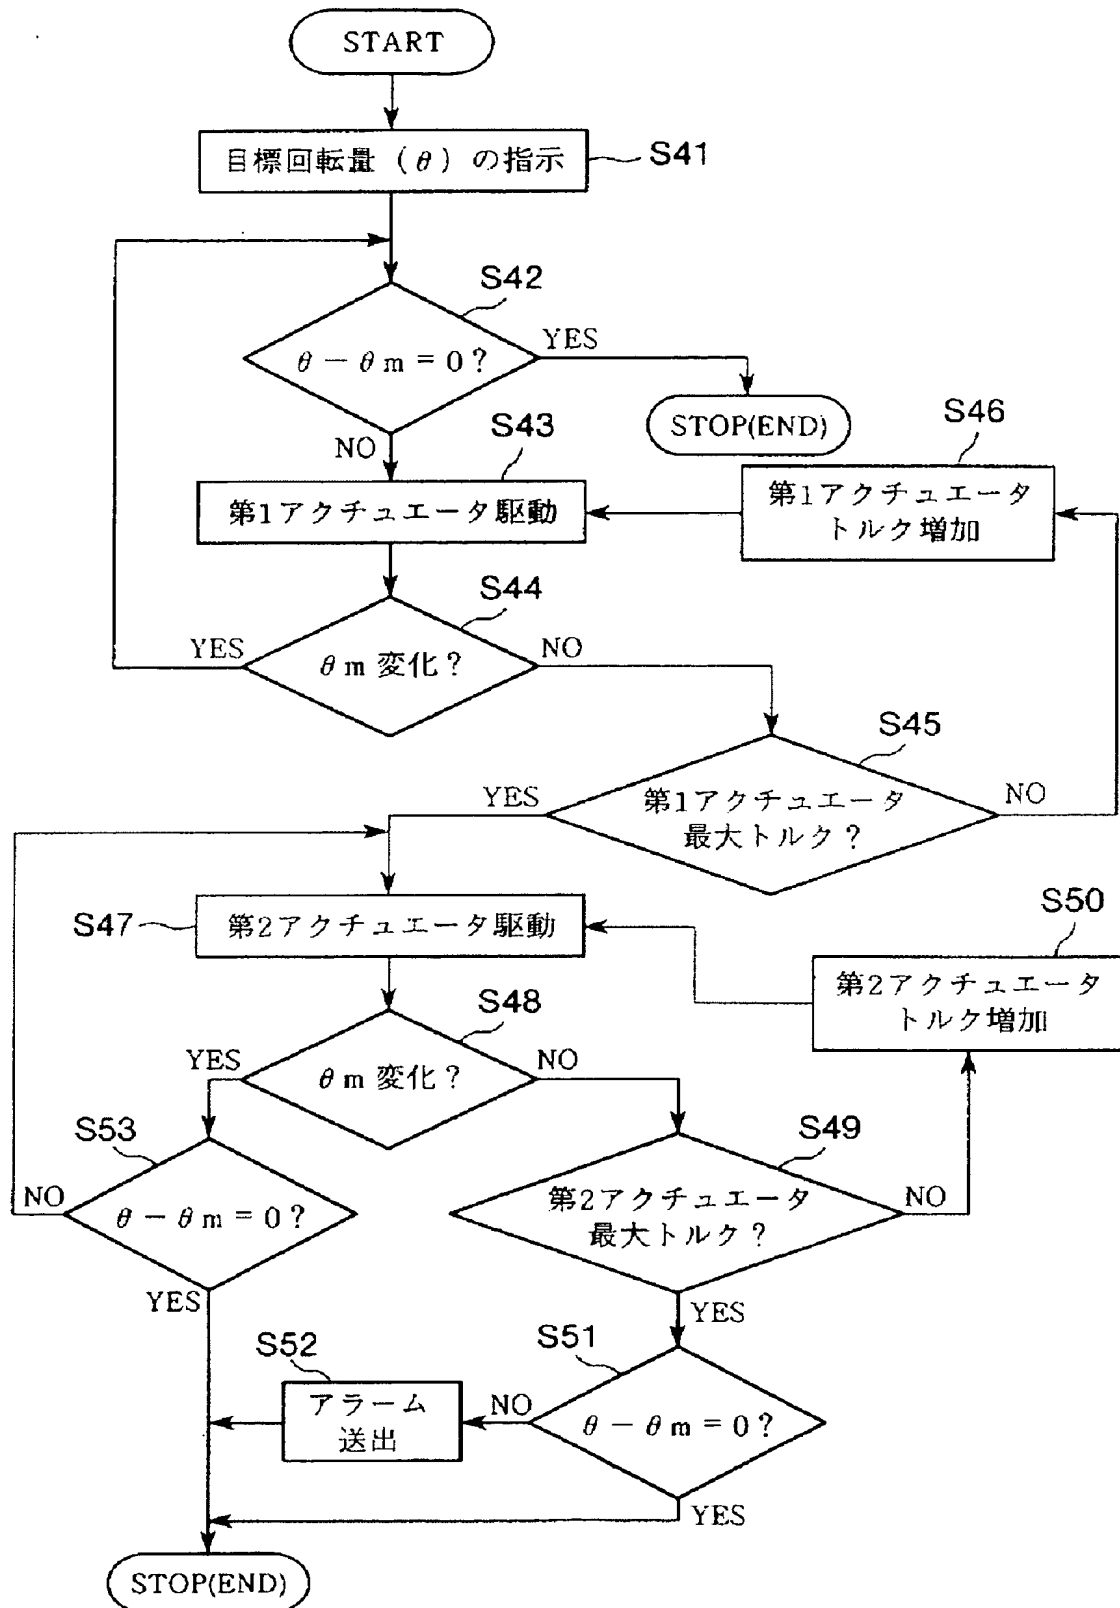 START
目標回転量 (θ) の指示
S41
S42
θ − θm = 0 ?
YES
STOP(END)
NO
S43
第1アクチュエータ駆動
S46
第1アクチュエータ
トルク増加
S44
θm 変化 ?
YES
NO
S45
第1アクチュエータ
最大トルク ?
YES
NO
S47
第2アクチュエータ駆動
S50
第2アクチュエータ
トルク増加
S48
θm 変化 ?
YES
NO
S53
θ − θm = 0 ?
NO
YES
S49
第2アクチュエータ
最大トルク ?
NO
YES
S51
θ − θm = 0 ?
NO
YES
S52
アラーム
送出
STOP(END)